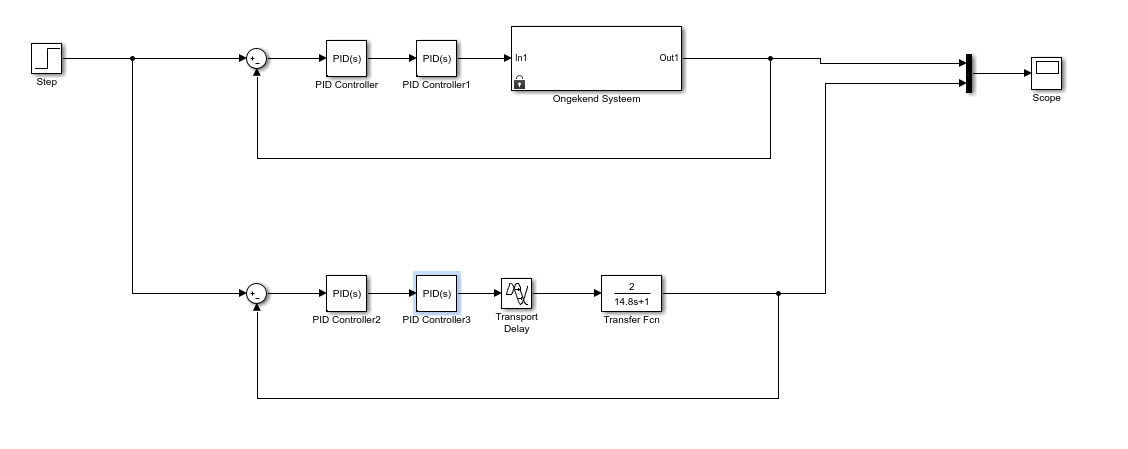 Step
+
-
PID(s)
PID Controller
PID(s)
PID Controller1
In1
Out1
Ongekend Systeem
Scope
+
-
PID(s)
PID Controller2
PID(s)
PID Controller3
Transport
Delay
2
14.8s+1
Transfer Fcn